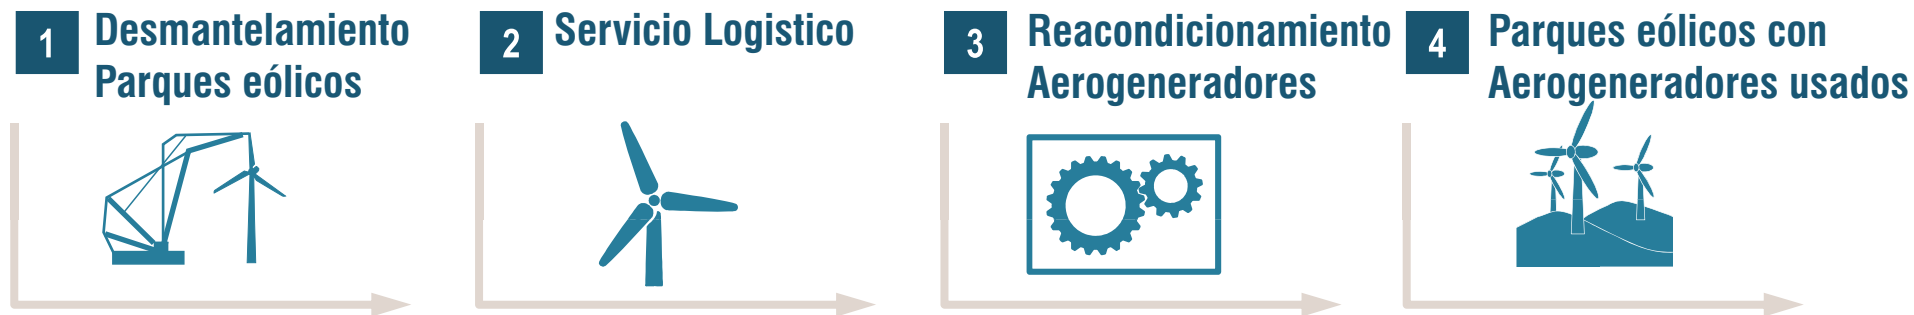 1
Desmantelamiento
Parques eólicos
2
Servicio Logistico
3
Reacondicionamiento
Aerogeneradores
4
Parques eólicos con
Aerogeneradores usados